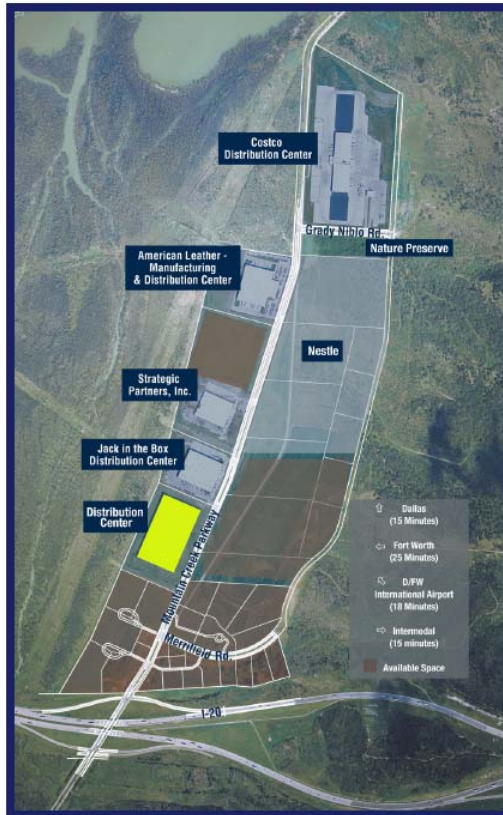 Costco
Distribution Center
Grady Niblo Rd.
Nature Preserve
American Leather -
Manufacturing
& Distribution Center
Nestle
Strategic
Partners, Inc.
Jack in the Box
Distribution Center
Distribution
Center
Mountain Creek Parkway
Merrifield Rd.
I-20
Dallas
(15 Minutes)
Fort Worth
(25 Minutes)
D/FW
International Airport
(18 Minutes)
Intermodal
(15 minutes)
Available Space